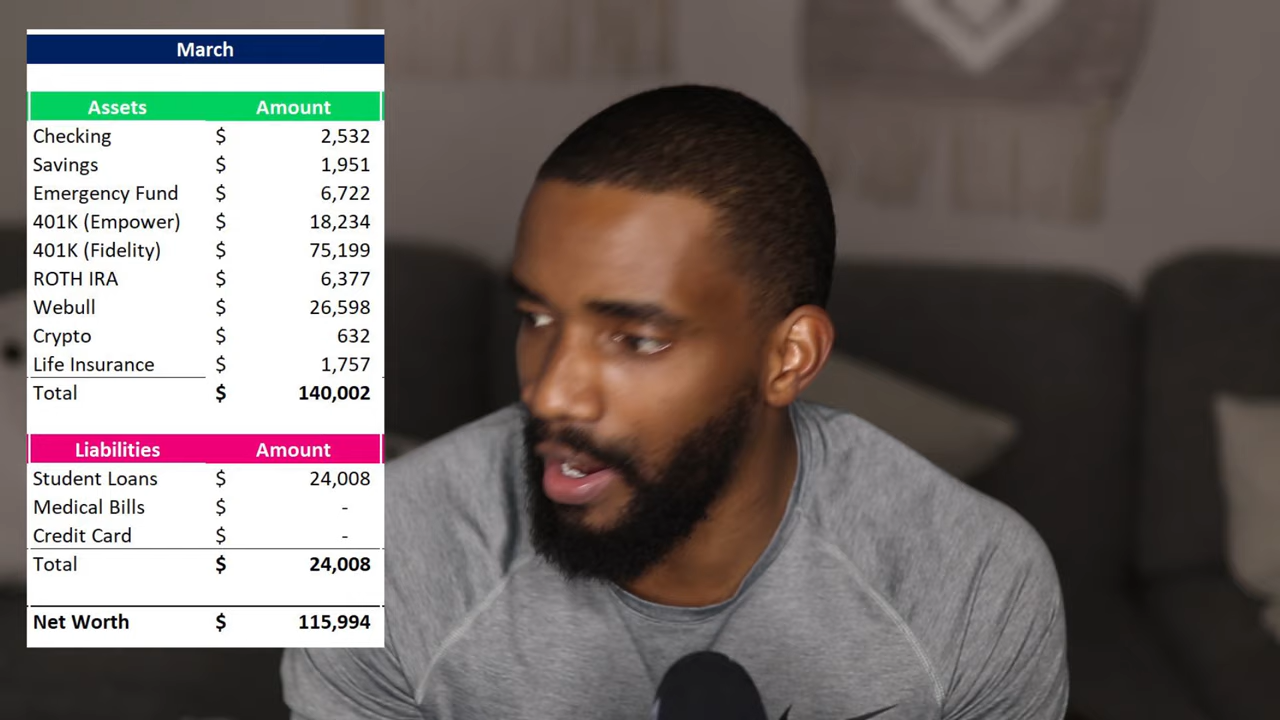 March
Assets Amount
Checking $ 2,532
Savings $ 1,951
Emergency Fund $ 6,722
401K (Empower) $ 18,234
401K (Fidelity) $ 75,199
ROTH IRA $ 6,377
Webull $ 26,598
Crypto $ 632
Life Insurance $ 1,757
Total $ 140,002
Liabilities Amount
Student Loans $ 24,008
Medical Bills $ -
Credit Card $ -
Total $ 24,008
Net Worth $ 115,994